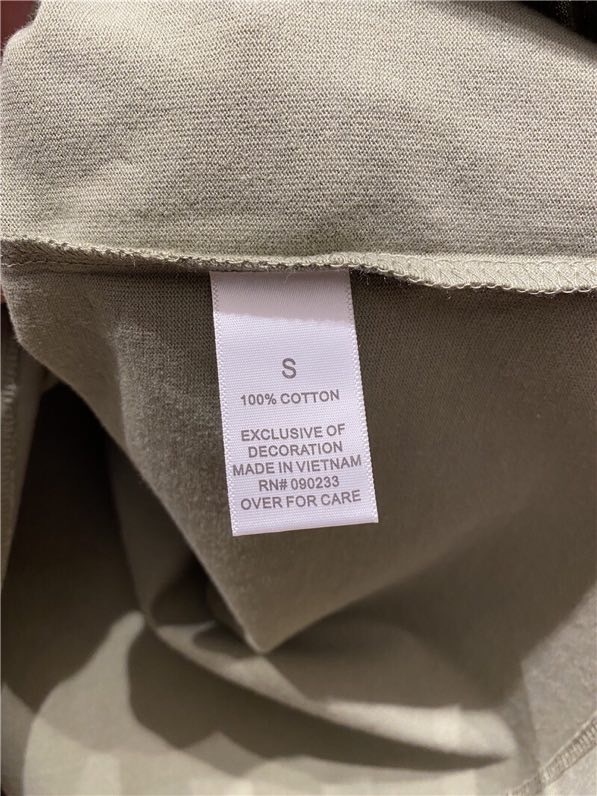 S
100% COTTON
EXCLUSIVE OF
DECORATION
MADE IN VIETNAM
RN# 090233
OVER FOR CARE